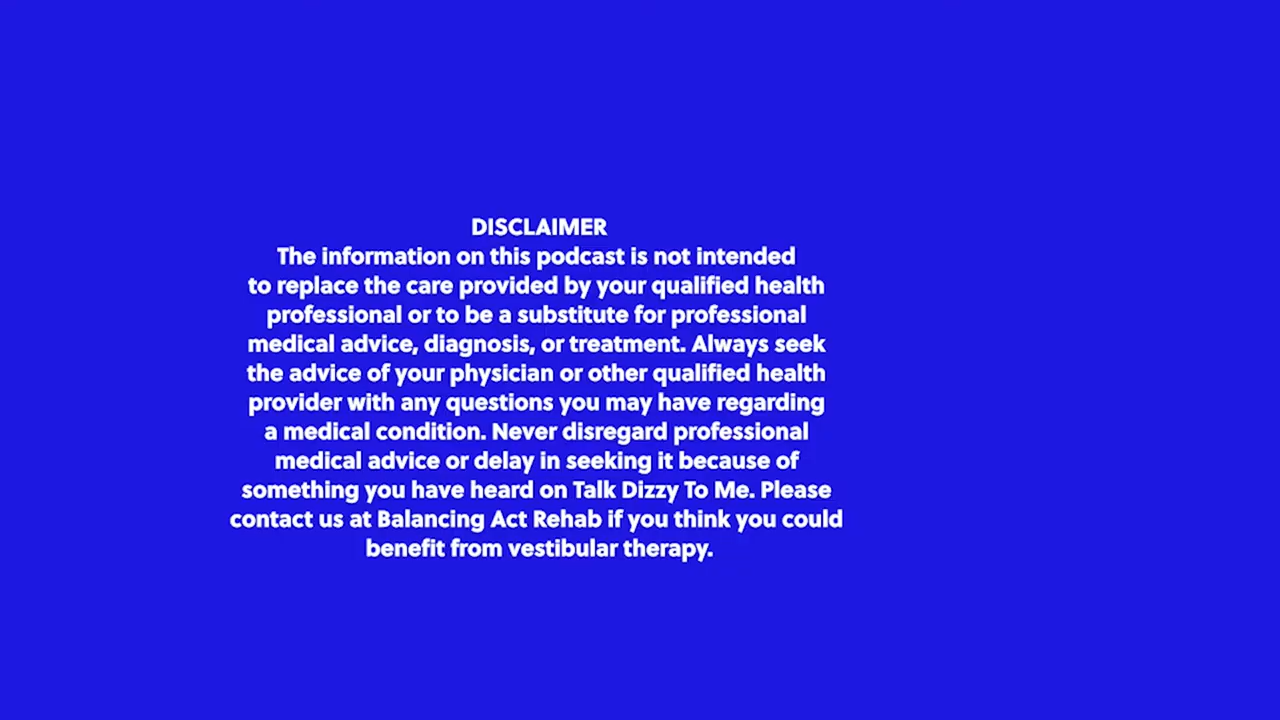 DISCLAIMER
The information on this podcast is not intended
to replace the care provided by your qualified health
professional or to be a substitute for professional
medical advice, diagnosis, or treatment. Always seek
the advice of your physician or other qualified health
provider with any questions you may have regarding
a medical condition. Never disregard professional
medical advice or delay in seeking it because of
something you have heard on Talk Dizzy To Me. Please
contact us at Balancing Act Rehab if you think you could
benefit from vestibular therapy.